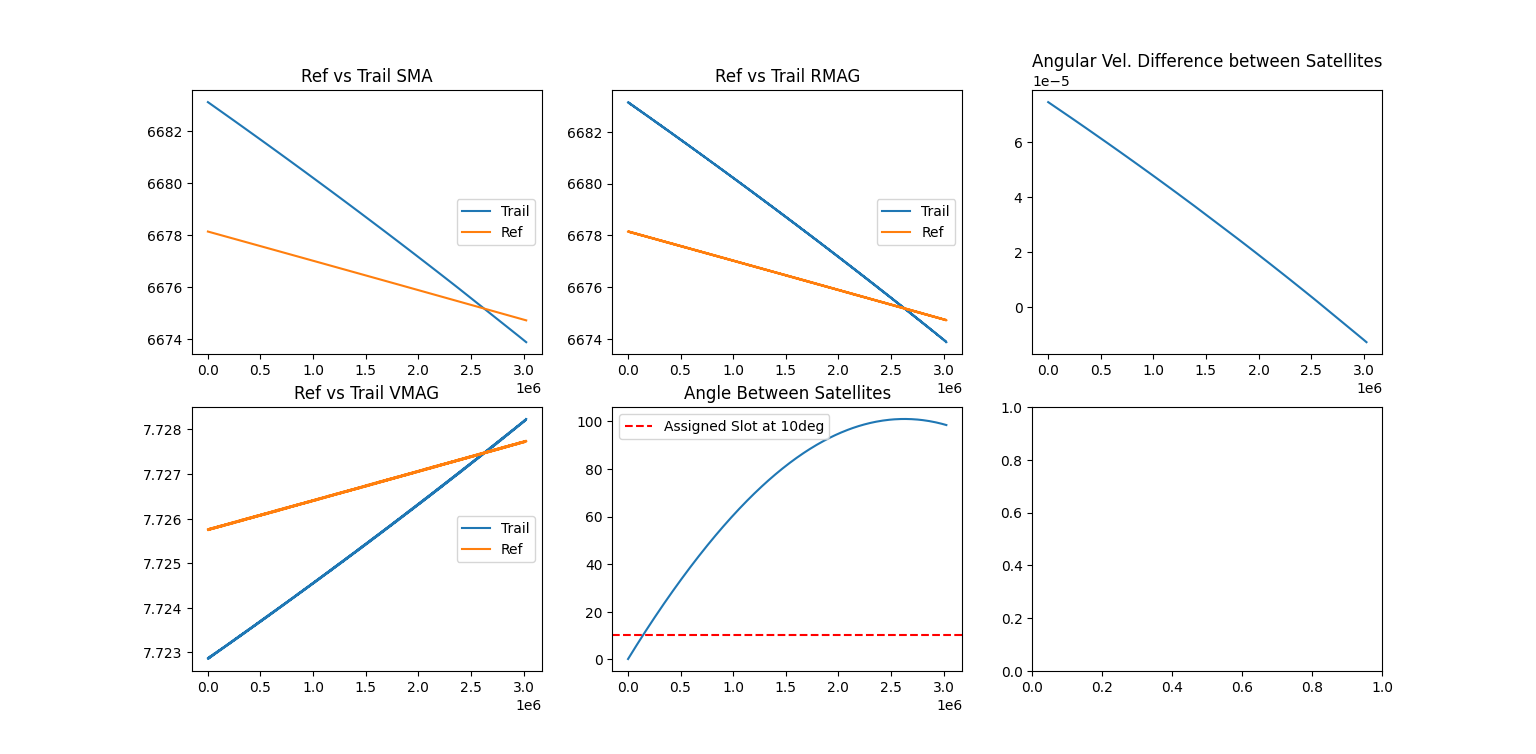 Ref vs Trail SMA
6682
6680
6678
6676
6674
Trail
Ref
0.0 0.5 1.0 1.5 2.0 2.5 3.0
1e6
Ref vs Trail RMAG
6682
6680
6678
6676
6674
Trail
Ref
0.0 0.5 1.0 1.5 2.0 2.5 3.0
1e6
Angular Vel. Difference between Satellites
1e−5
6
4
2
0
0.0 0.5 1.0 1.5 2.0 2.5 3.0
1e6
Ref vs Trail VMAG
7.728
7.727
7.726
7.725
7.724
7.723
Trail
Ref
0.0 0.5 1.0 1.5 2.0 2.5 3.0
1e6
Angle Between Satellites
100
80
60
40
20
0
Assigned Slot at 10deg
0.0 0.5 1.0 1.5 2.0 2.5 3.0
1e6
1.0
0.8
0.6
0.4
0.2
0.0
0.0 0.2 0.4 0.6 0.8 1.0